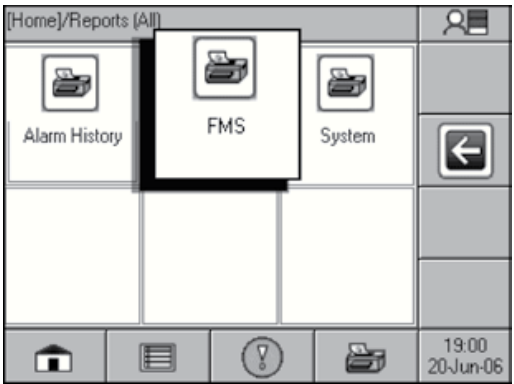 [Home]/Reports (All)
Alarm History
FMS
System
19:00
20-Jun-06